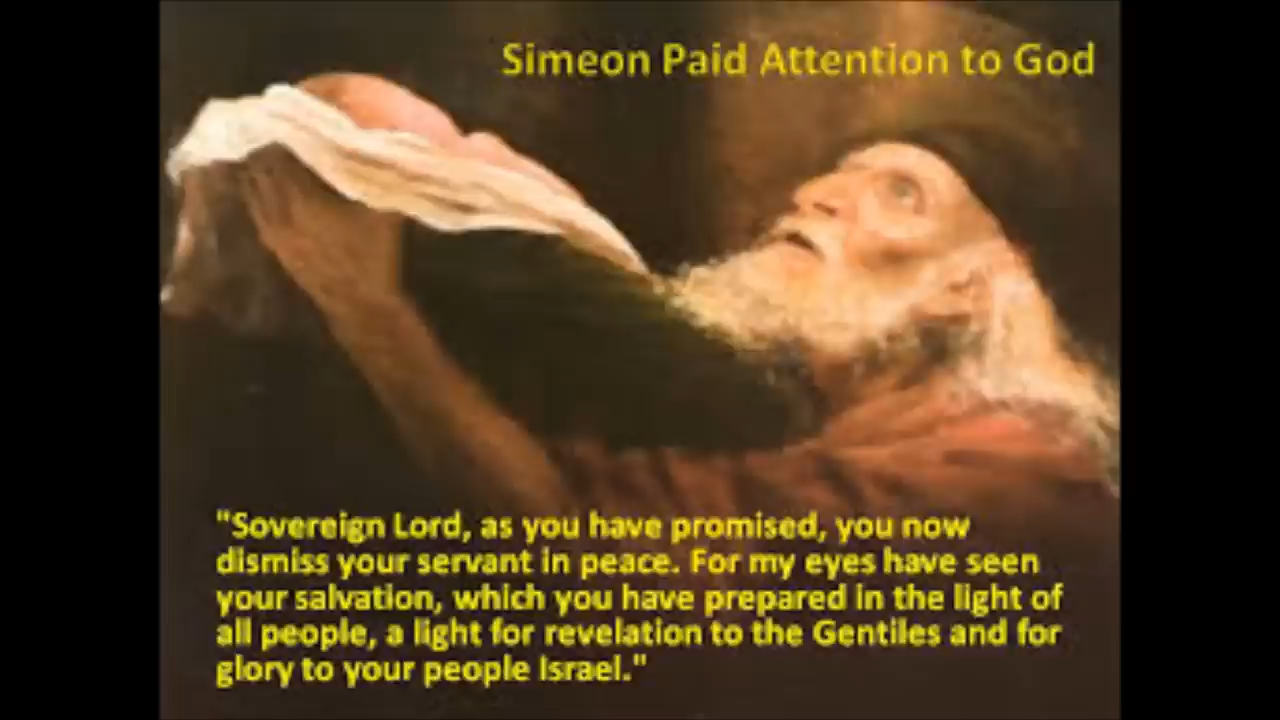 Simeon Paid Attention to God
"Sovereign Lord, as you have promised, you now
dismiss your servant in peace. For my eyes have seen
your salvation, which you have prepared in the light of
all people, a light for revelation to the Gentiles and for
glory to your people Israel."